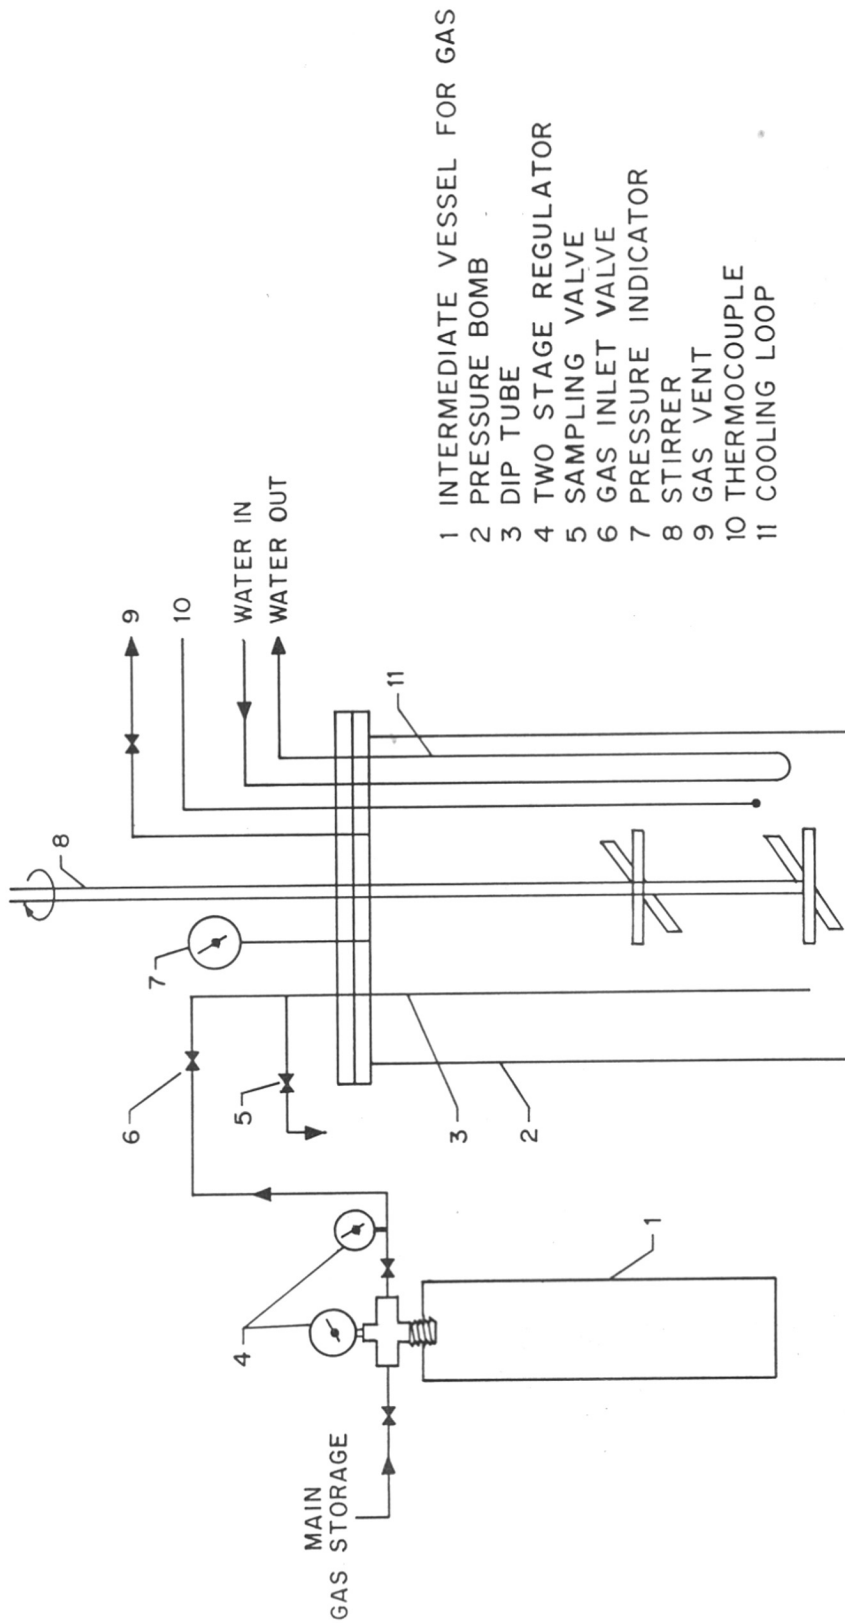 MAIN
GAS STORAGE
4
6
5
7
8
9
10
WATER IN
WATER OUT
11
3
2
1
1 INTERMEDIATE VESSEL FOR GAS
2 PRESSURE BOMB
3 DIP TUBE
4 TWO STAGE REGULATOR
5 SAMPLING VALVE
6 GAS INLET VALVE
7 PRESSURE INDICATOR
8 STIRRER
9 GAS VENT
10 THERMOCOUPLE
11 COOLING LOOP